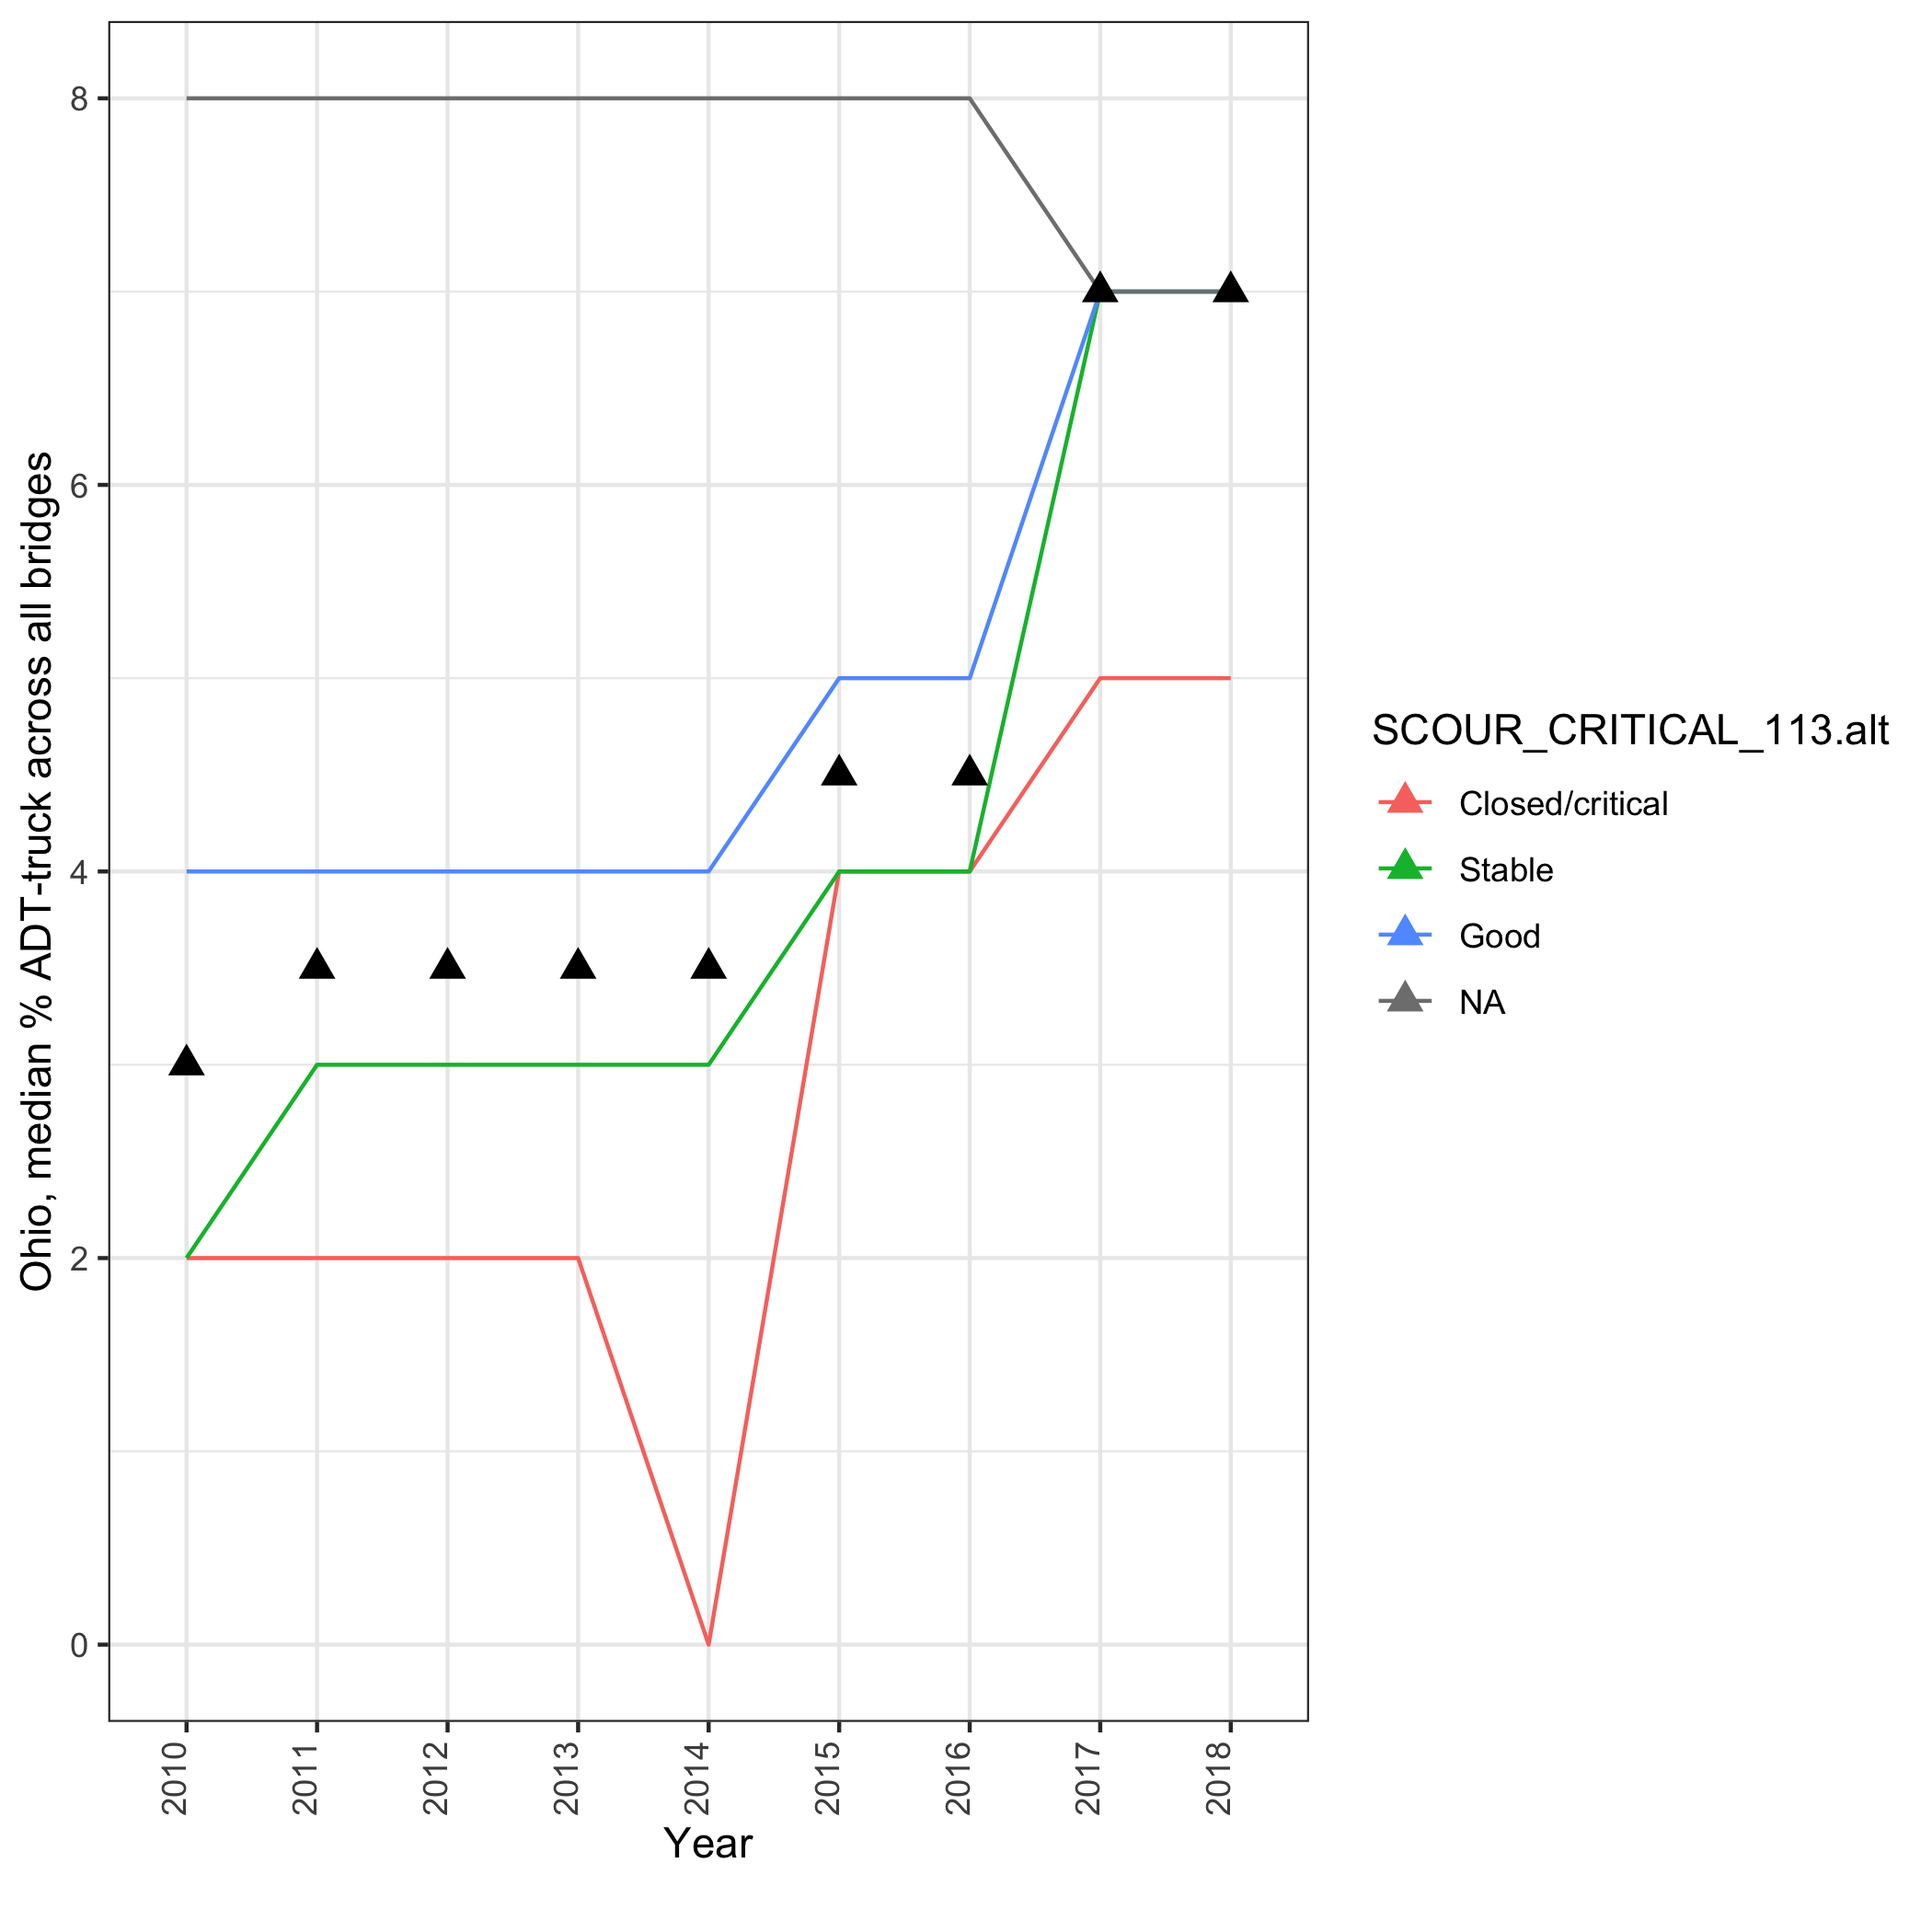 Ohio, median % ADT-truck across all bridges
8
6
4
2
0
2010
2011
2012
2013
2014
2015
2016
2017
2018
Year
SCOUR_CRITICAL_113.alt
Closed/critical
Stable
Good
NA